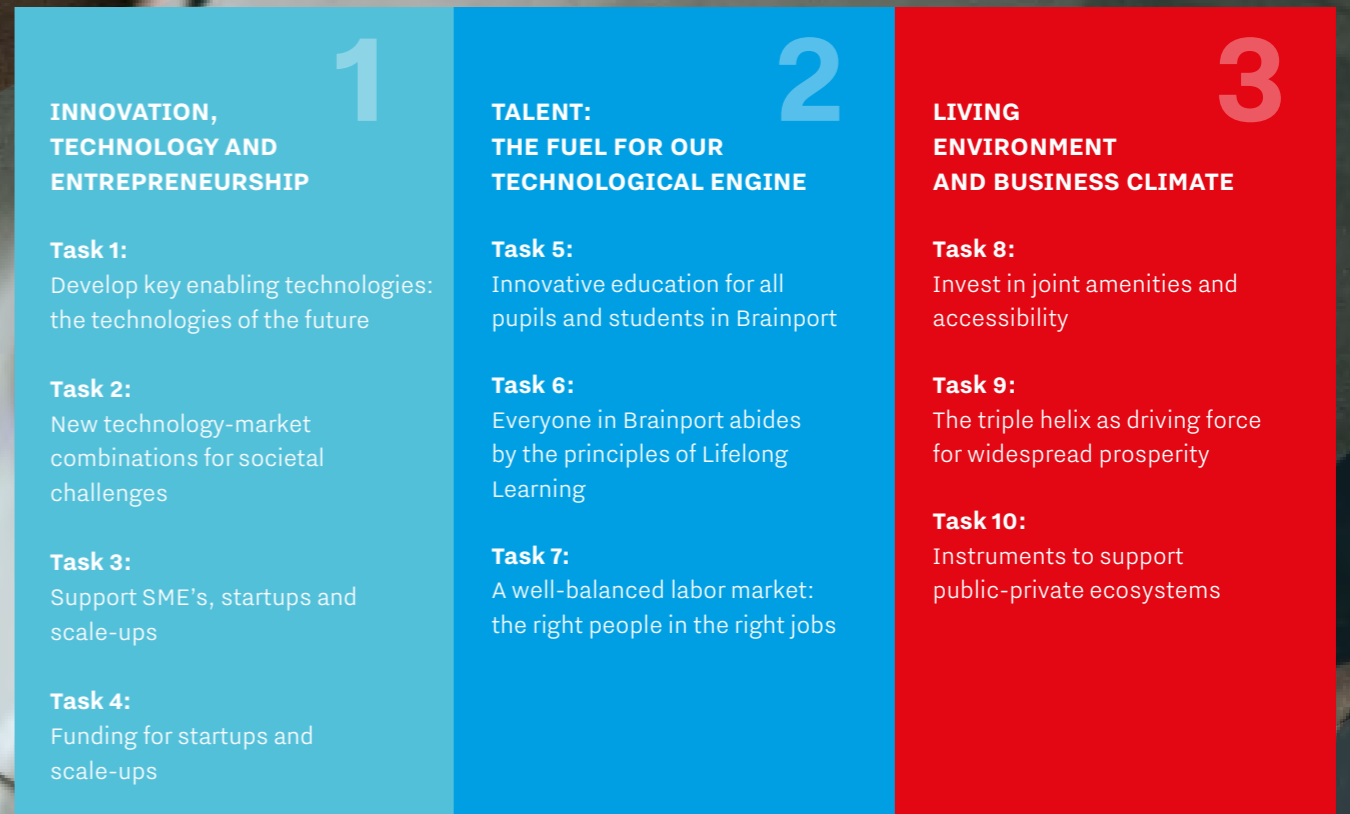 1
INNOVATION,
TECHNOLOGY AND
ENTREPRENEURSHIP
Task 1:
Develop key enabling technologies:
the technologies of the future
Task 2:
New technology-market
combinations for societal
challenges
Task 3:
Support SME's, startups and
scale-ups
Task 4:
Funding for startups and
scale-ups
2
TALENT:
THE FUEL FOR OUR
TECHNOLOGICAL ENGINE
Task 5:
Innovative education for all
pupils and students in Brainport
Task 6:
Everyone in Brainport abides
by the principles of Lifelong
Learning
Task 7:
A well-balanced labor market:
the right people in the right jobs
3
LIVING
ENVIRONMENT
AND BUSINESS CLIMATE
Task 8:
Invest in joint amenities and
accessibility
Task 9:
The triple helix as driving force
for widespread prosperity
Task 10:
Instruments to support
public-private ecosystems